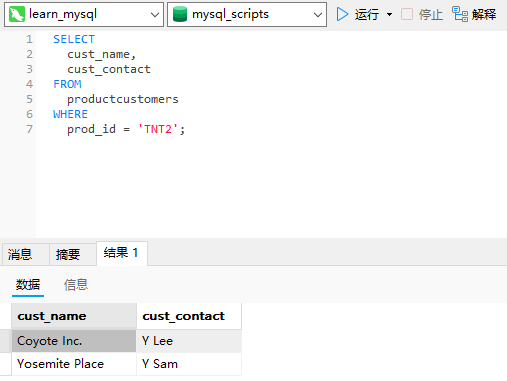 learn_mysql mysql_scripts 运行 停止 解释
1 SELECT
2 cust_name,
3 cust_contact
4 FROM
5 productcustomers
6 WHERE
7 prod_id = 'TNT2';
消息 摘要 结果 1
数据 信息
cust_name cust_contact
Coyote Inc. Y Lee
Yosemite Place Y Sam